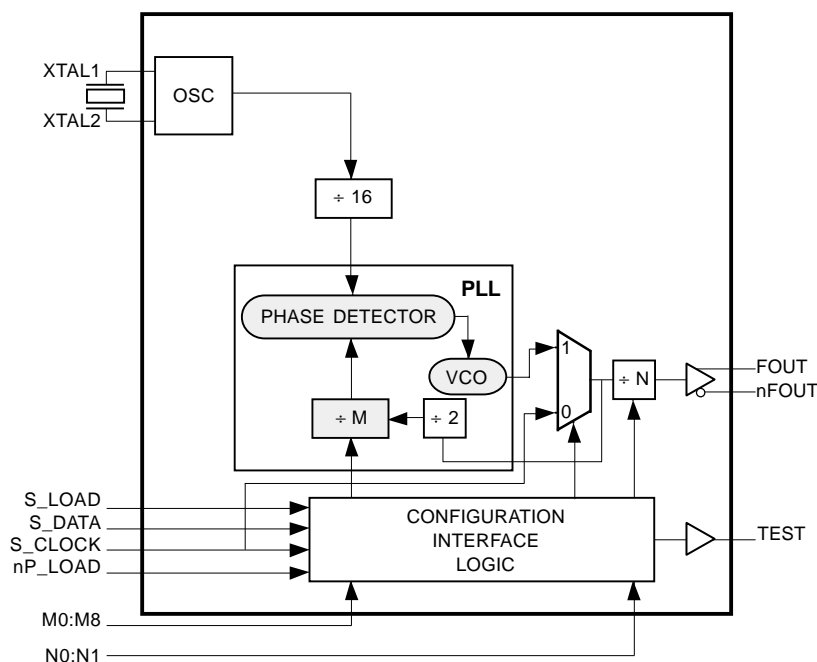 XTAL1
OSC
XTAL2
÷ 16
PLL
PHASE DETECTOR
1
VCO
÷ N
FOUT
nFOUT
÷ M
÷ 2
0
S_LOAD
S_DATA
S_CLOCK
nP_LOAD
CONFIGURATION
INTERFACE
LOGIC
TEST
M0:M8
N0:N1